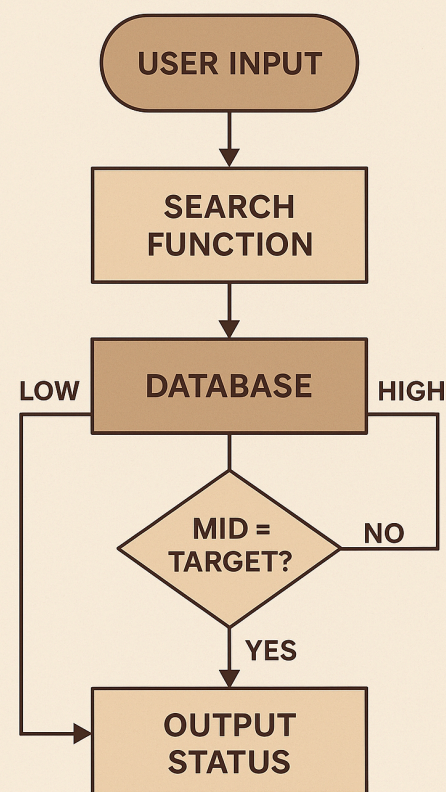 USER INPUT
SEARCH
FUNCTION
LOW
DATABASE
HIGH
MID =
TARGET?
NO
YES
OUTPUT
STATUS